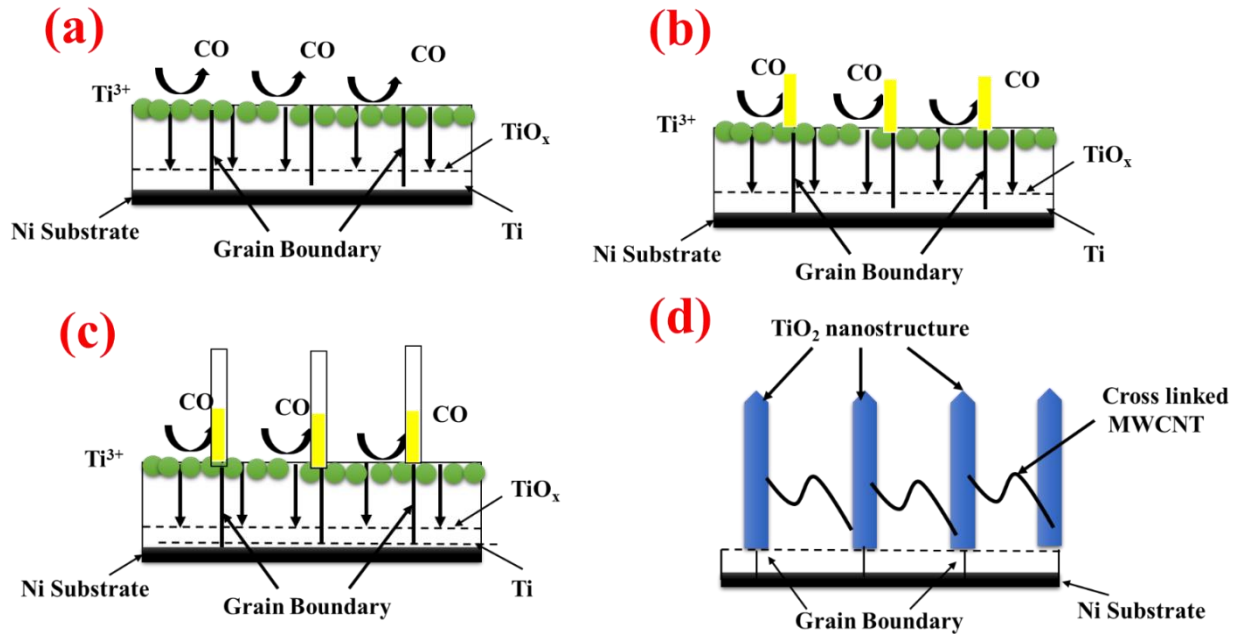 (a)
CO
CO
CO
Ti³⁺
TiOₓ
Ni Substrate
Grain Boundary
Ti
(b)
CO
CO
CO
Ti³⁺
TiOₓ
Ni Substrate
Grain Boundary
Ti
(c)
CO
CO
CO
Ti³⁺
TiOₓ
Ni Substrate
Grain Boundary
Ti
(d)
TiO₂ nanostructure
Cross linked
MWCNT
Grain Boundary
Ni Substrate